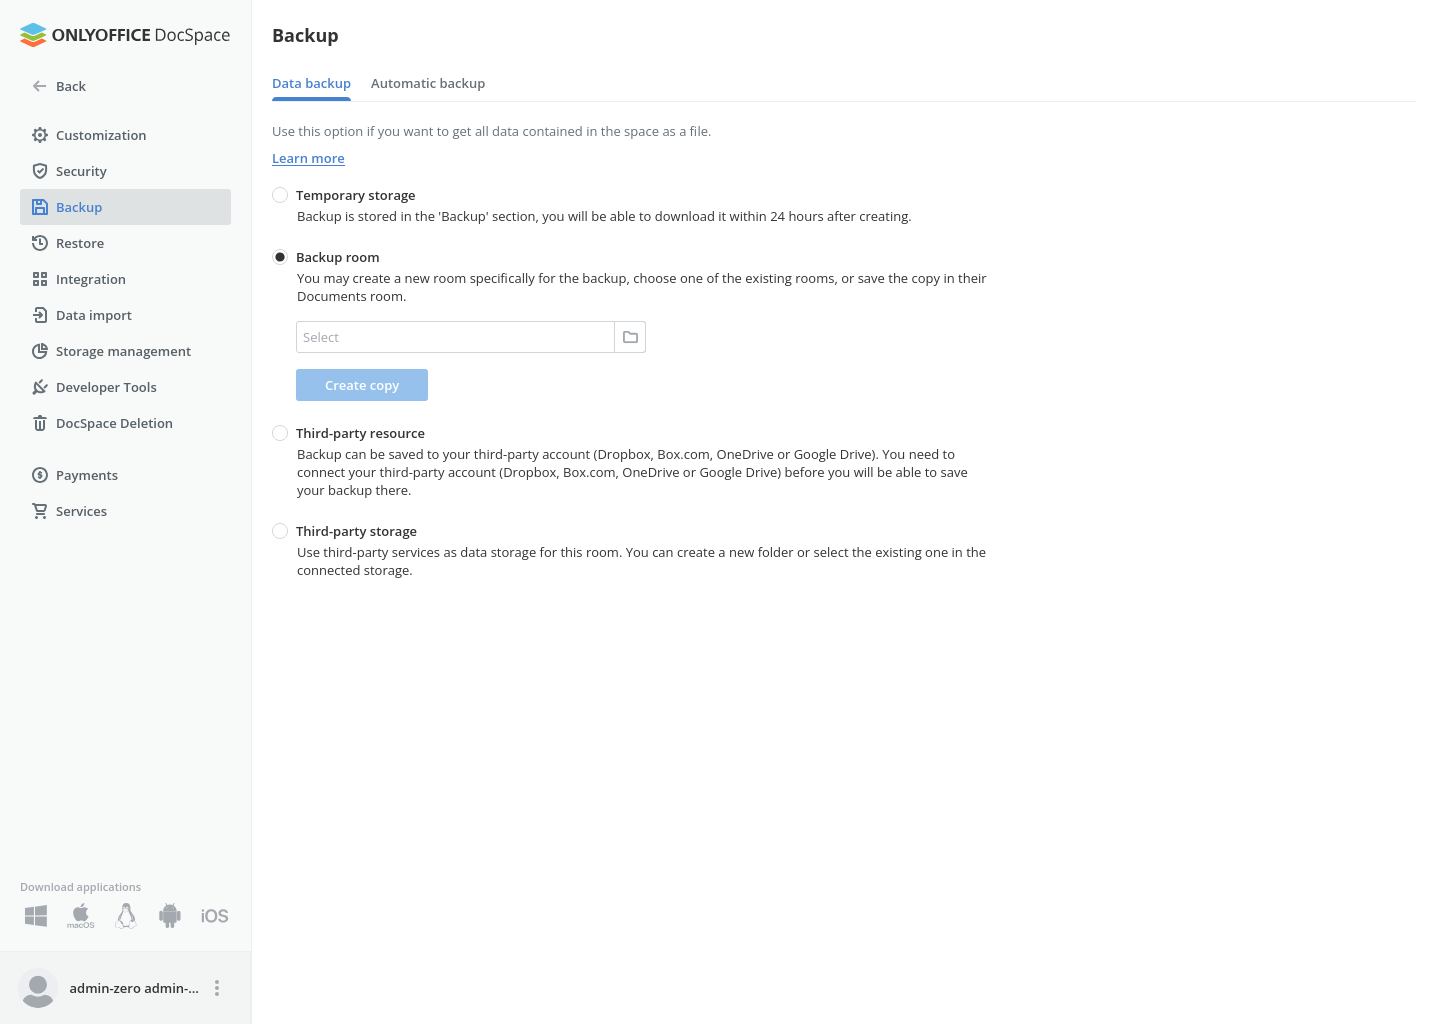 ONLYOFFICE DocSpace
Back
Customization
Security
Backup
Restore
Integration
Data import
Storage management
Developer Tools
DocSpace Deletion
Payments
Services
Download applications
macOS
iOS
admin-zero admin-...
Backup
Data backup
Automatic backup
Use this option if you want to get all data contained in the space as a file.
Learn more
Temporary storage
Backup is stored in the 'Backup' section, you will be able to download it within 24 hours after creating.
Backup room
You may create a new room specifically for the backup, choose one of the existing rooms, or save the copy in their
Documents room.
Select
Create copy
Third-party resource
Backup can be saved to your third-party account (Dropbox, Box.com, OneDrive or Google Drive). You need to
connect your third-party account (Dropbox, Box.com, OneDrive or Google Drive) before you will be able to save
your backup there.
Third-party storage
Use third-party services as data storage for this room. You can create a new folder or select the existing one in the
connected storage.